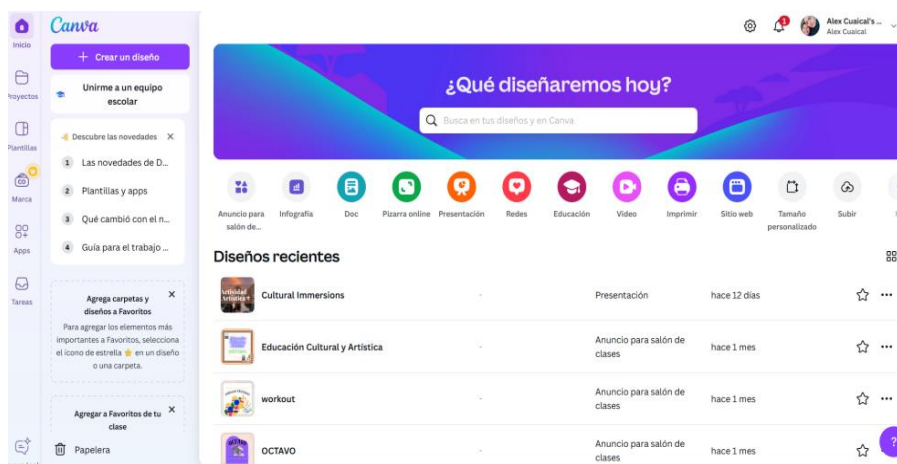 Canva
Alex Cuaical's ...
Alex Cuaical
1
Inicio
Proyectos
Plantillas
Marca
Apps
Tareas
+ Crear un diseño
Unirme a un equipo
escolar
Descubre las novedades X
1 Las novedades de D...
2 Plantillas y apps
3 Qué cambió con el n...
4 Guía para el trabajo ...
Agrega carpetas y
diseños a Favoritos
Para agregar los elementos más
importantes a Favoritos, selecciona
el ícono de estrella en un diseño
o una carpeta.
Agregar a Favoritos de tu
clase
Papelera
¿Qué diseñaremos hoy?
Busca en tus diseños y en Canva
Anuncio para
salón de...
Infografía
Doc
Pizarra online
Presentación
Redes
Educación
Video
Imprimir
Sitio web
Tamaño
personalizado
Subir
Diseños recientes
Cultural Immersions - Presentación hace 12 días
Educación Cultural y Artística - Anuncio para salón de
clases hace 1 mes
workout - Anuncio para salón de
clases hace 1 mes
OCTAVO - Anuncio para salón de
clases hace 1 mes
?